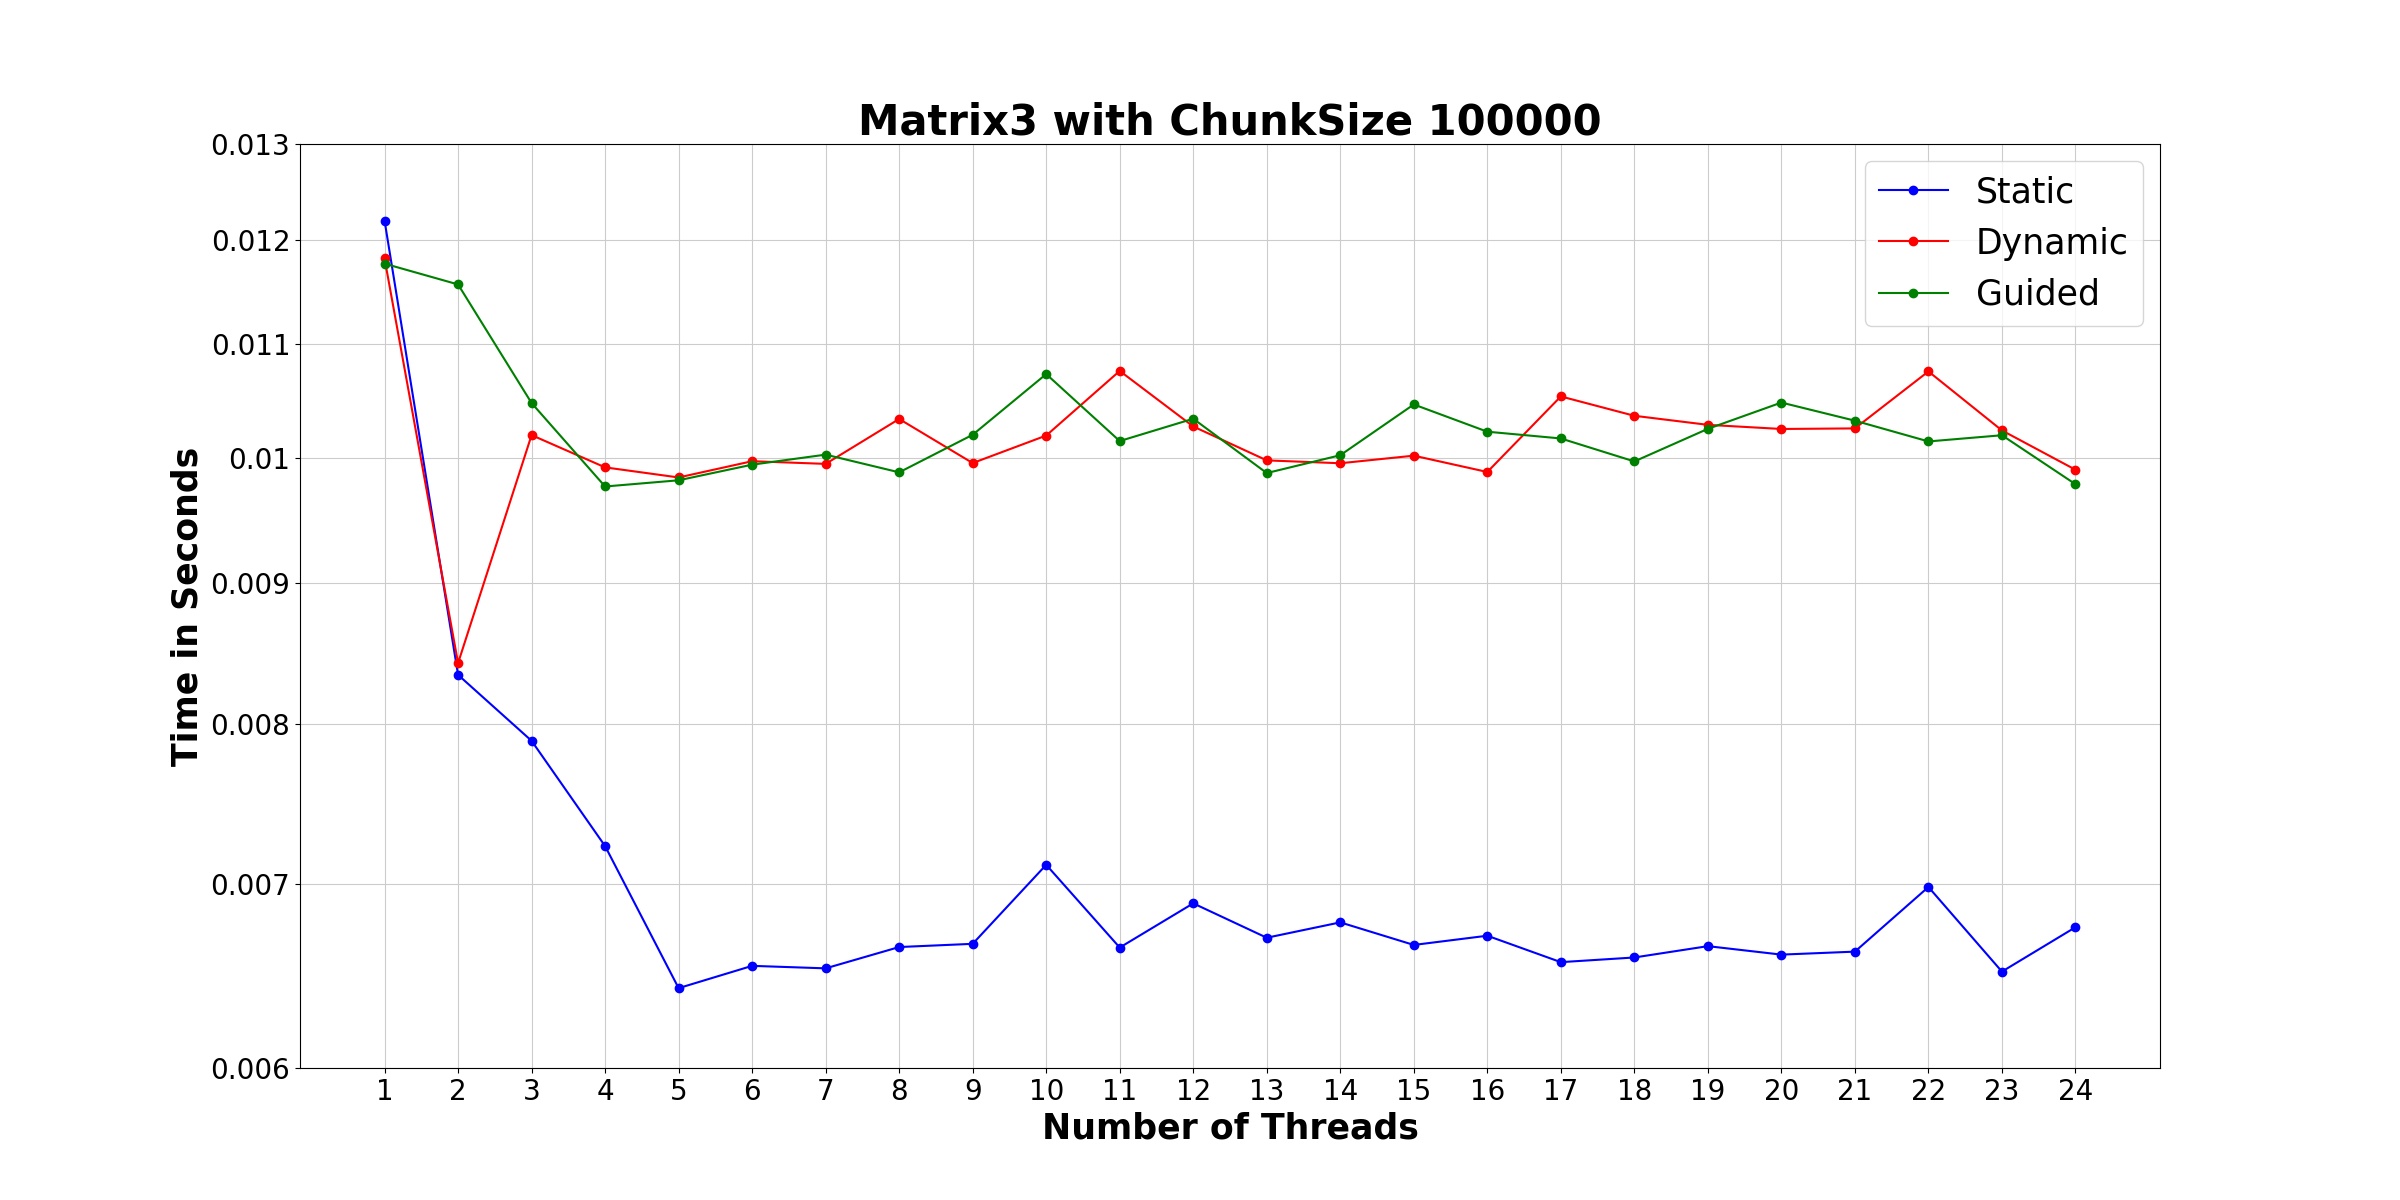 Matrix3 with ChunkSize 100000
0.013
0.012
0.011
0.01
0.009
0.008
0.007
0.006
Time in Seconds
Static
Dynamic
Guided
1 2 3 4 5 6 7 8 9 10 11 12 13 14 15 16 17 18 19 20 21 22 23 24
Number of Threads